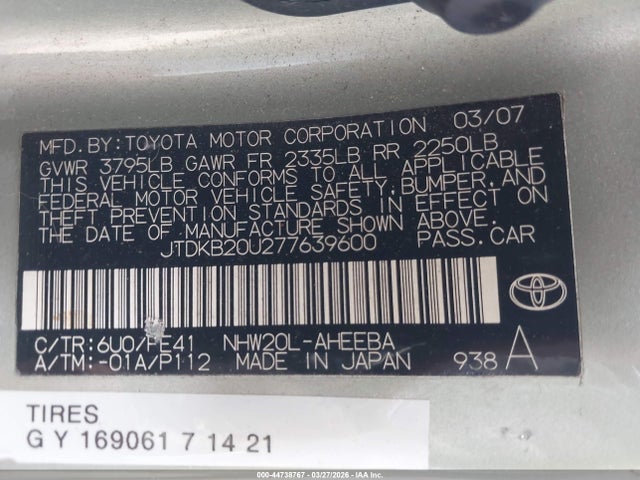 MFD.BY:TOYOTA MOTOR CORPORATION 03/07
GVWR 3795LB GAWR FR 2335LB RR 2250LB
THIS VEHICLE CONFORMS TO ALL APPLICABLE
FEDERAL MOTOR VEHICLE SAFETY,BUMPER,AND
THEFT PREVENTION STANDARDS IN EFFECT ON
THE DATE OF MANUFACTURE SHOWN ABOVE.
JTDKB20U277639600 PASS.CAR
C/TR:6U0/FE41 NHW20L-AHEEBA
A/TM:-01A/P112 MADE IN JAPAN 938 A
TIRES
G Y 169061 7 14 21
000-44738767 - 03/27/2026 - IAA Inc.